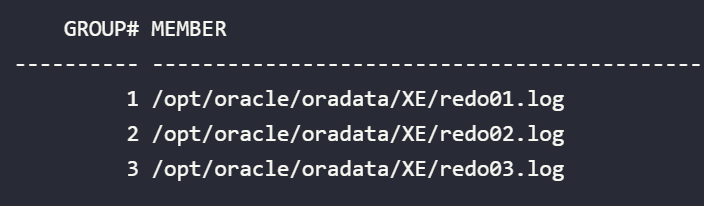 GROUP# MEMBER
---------- --------------------------------------------
1 /opt/oracle/oradata/XE/redo01.log
2 /opt/oracle/oradata/XE/redo02.log
3 /opt/oracle/oradata/XE/redo03.log